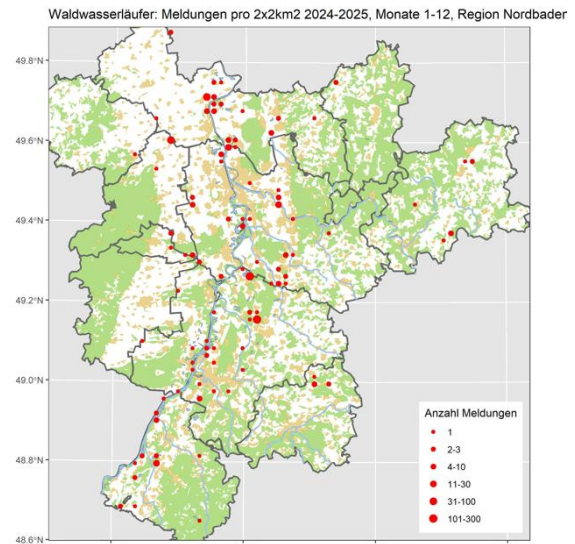 Waldwasserläufer: Meldungen pro 2x2km2 2024-2025, Monate 1-12, Region Nordbaden
49.8°N
49.6°N
49.4°N
49.2°N
49.0°N
48.8°N
48.6°N
Anzahl Meldungen
1
2-3
4-10
11-30
31-100
101-300